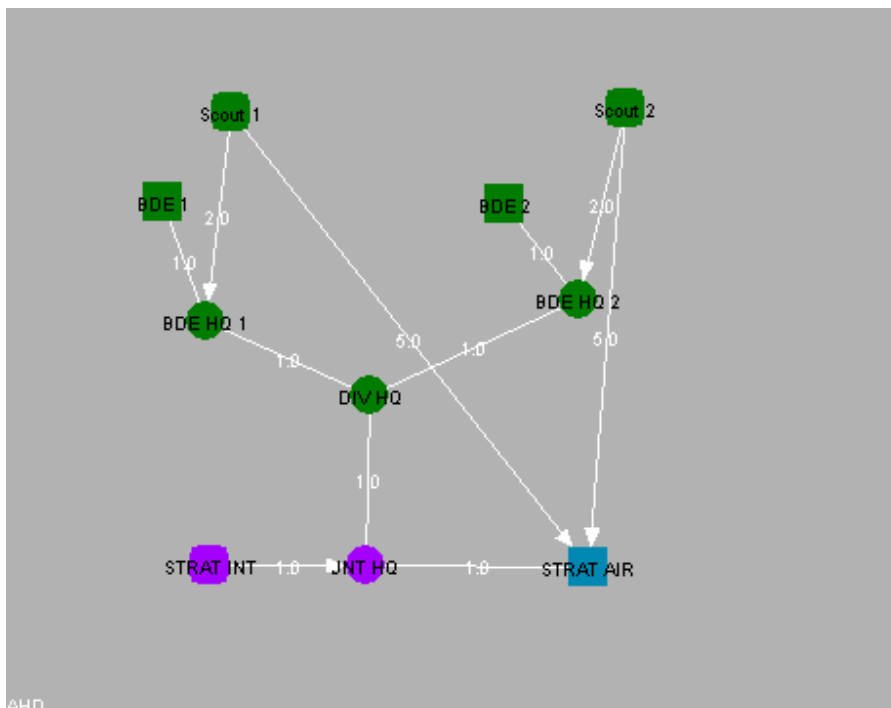 Scout 1
Scout 2
BDE 1
BDE 2
2.0
2.0
1.0
1.0
BDE HQ 1
BDE HQ 2
5.0
5.0
1.0
1.0
DIV HQ
1.0
STRAT INT
1.0
JNT HQ
1.0
STRAT AIR
AHD